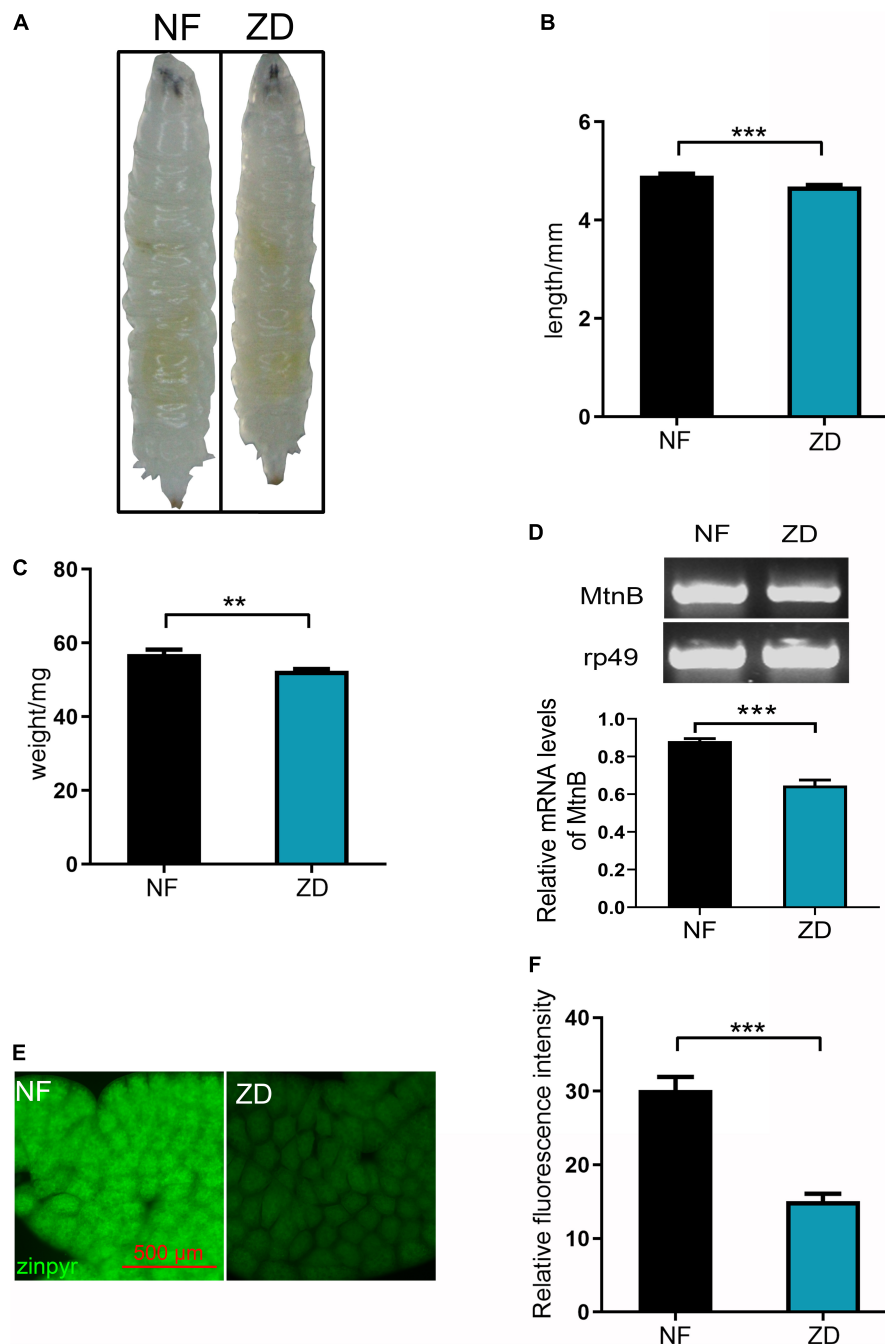 A
NF ZD
B
6
4
2
0
length/mm
***
NF ZD
C
80
60
40
20
0
weight/mg
**
NF ZD
D
NF ZD
MtnB
rp49
1.0
0.8
0.6
0.4
0.2
0.0
Relative mRNA levels
of MtnB
***
NF ZD
E
NF ZD
zinpyr
500 µm
F
40
30
20
10
0
Relative fluorescence intensity
***
NF ZD